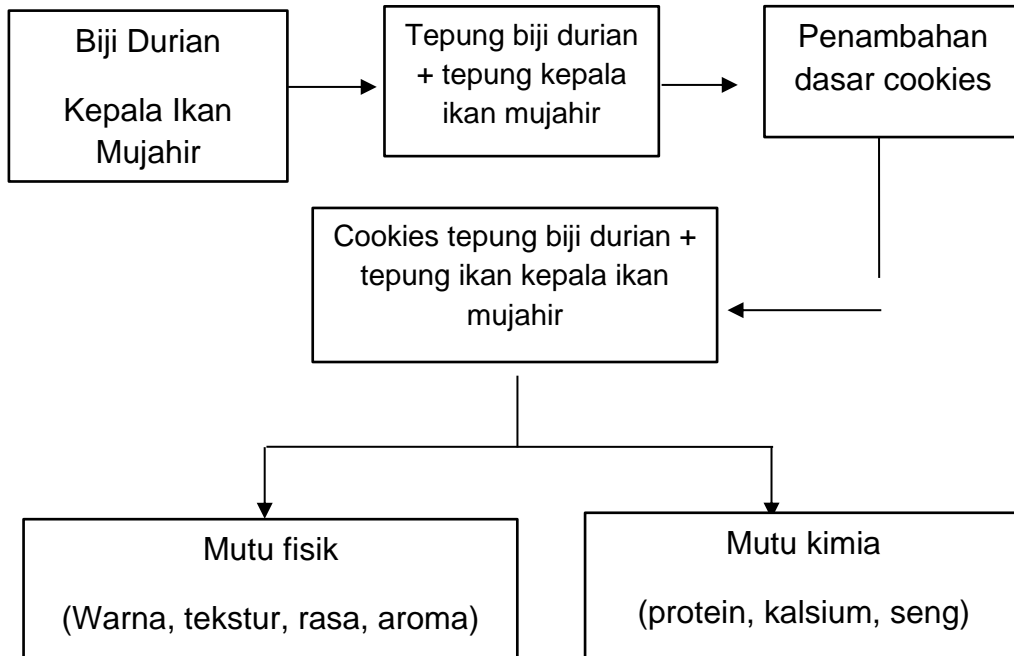 Biji Durian
Kepala Ikan
Mujahir
Tepung biji durian
+ tepung kepala
ikan mujahir
Penambahan
dasar cookies
Cookies tepung biji durian +
tepung ikan kepala ikan
mujahir
Mutu fisik
(Warna, tekstur, rasa, aroma)
Mutu kimia
(protein, kalsium, seng)